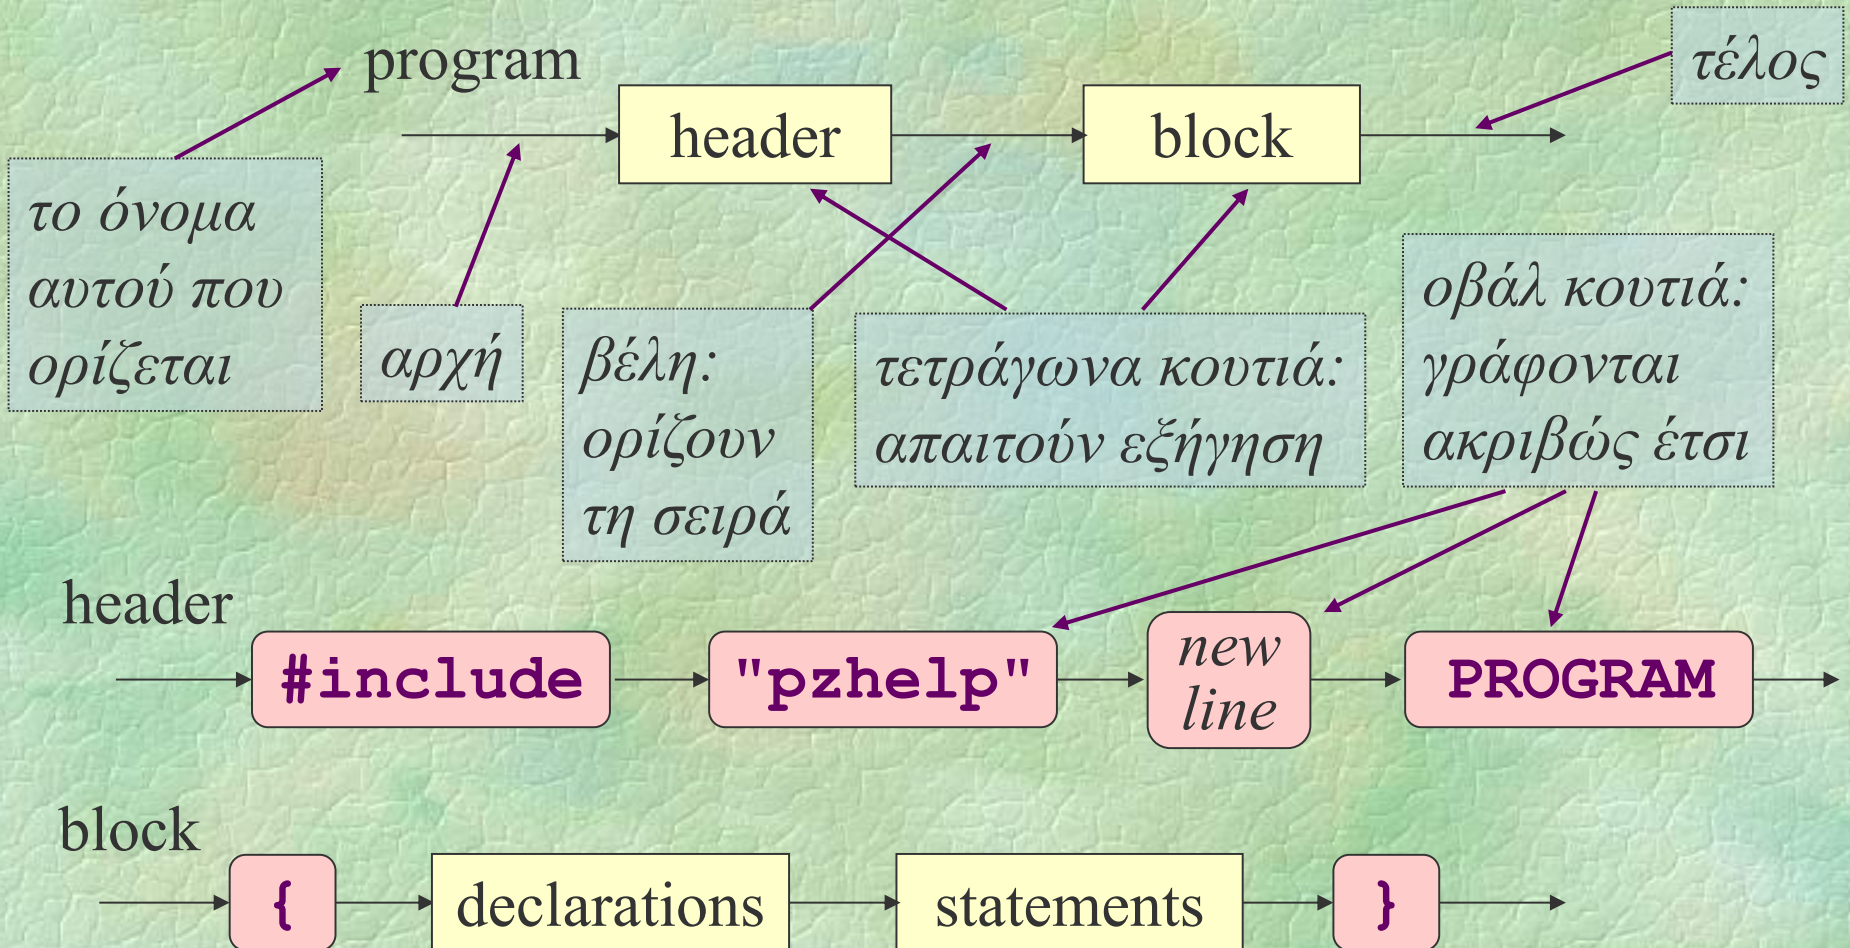 program
τέλος
header
block
το όνομα
αυτού που
ορίζεται
αρχή
βέλη:
ορίζουν
τη σειρά
τετράγωνα κουτιά:
απαιτούν εξήγηση
οβάλ κουτιά:
γράφονται
ακριβώς έτσι
header
#include
"pzhelp"
new
line
PROGRAM
block
{
declarations
statements
}